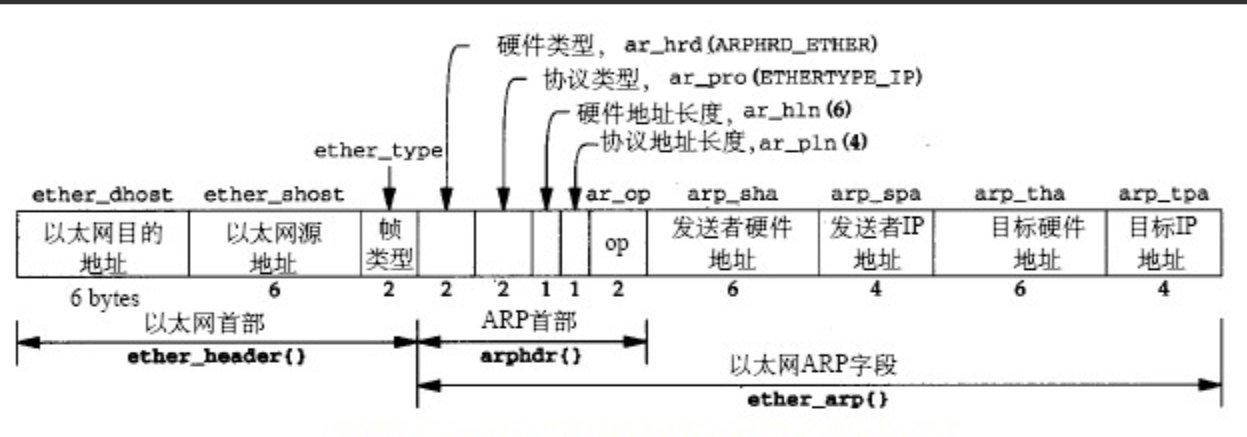 硬件类型, ar_hrd(ARPHRD_ETHER)
协议类型, ar_pro(ETHERTYPE_IP)
硬件地址长度, ar_hln(6)
协议地址长度,ar_pln(4)
ether_type
ether_dhost ether_shost ar_op arp_sha arp_spa arp_tha arp_tpa
以太网目的 以太网源 帧 op 发送者硬件 发送者IP 目标硬件 目标IP
地址 地址 类型 地址 地址 地址 地址
6 bytes 6 2 2 2 1 1 2 6 4 6 4
以太网首部 ARP首部
ether_header{} arphdr{}
以太网ARP字段
ether_arp{}